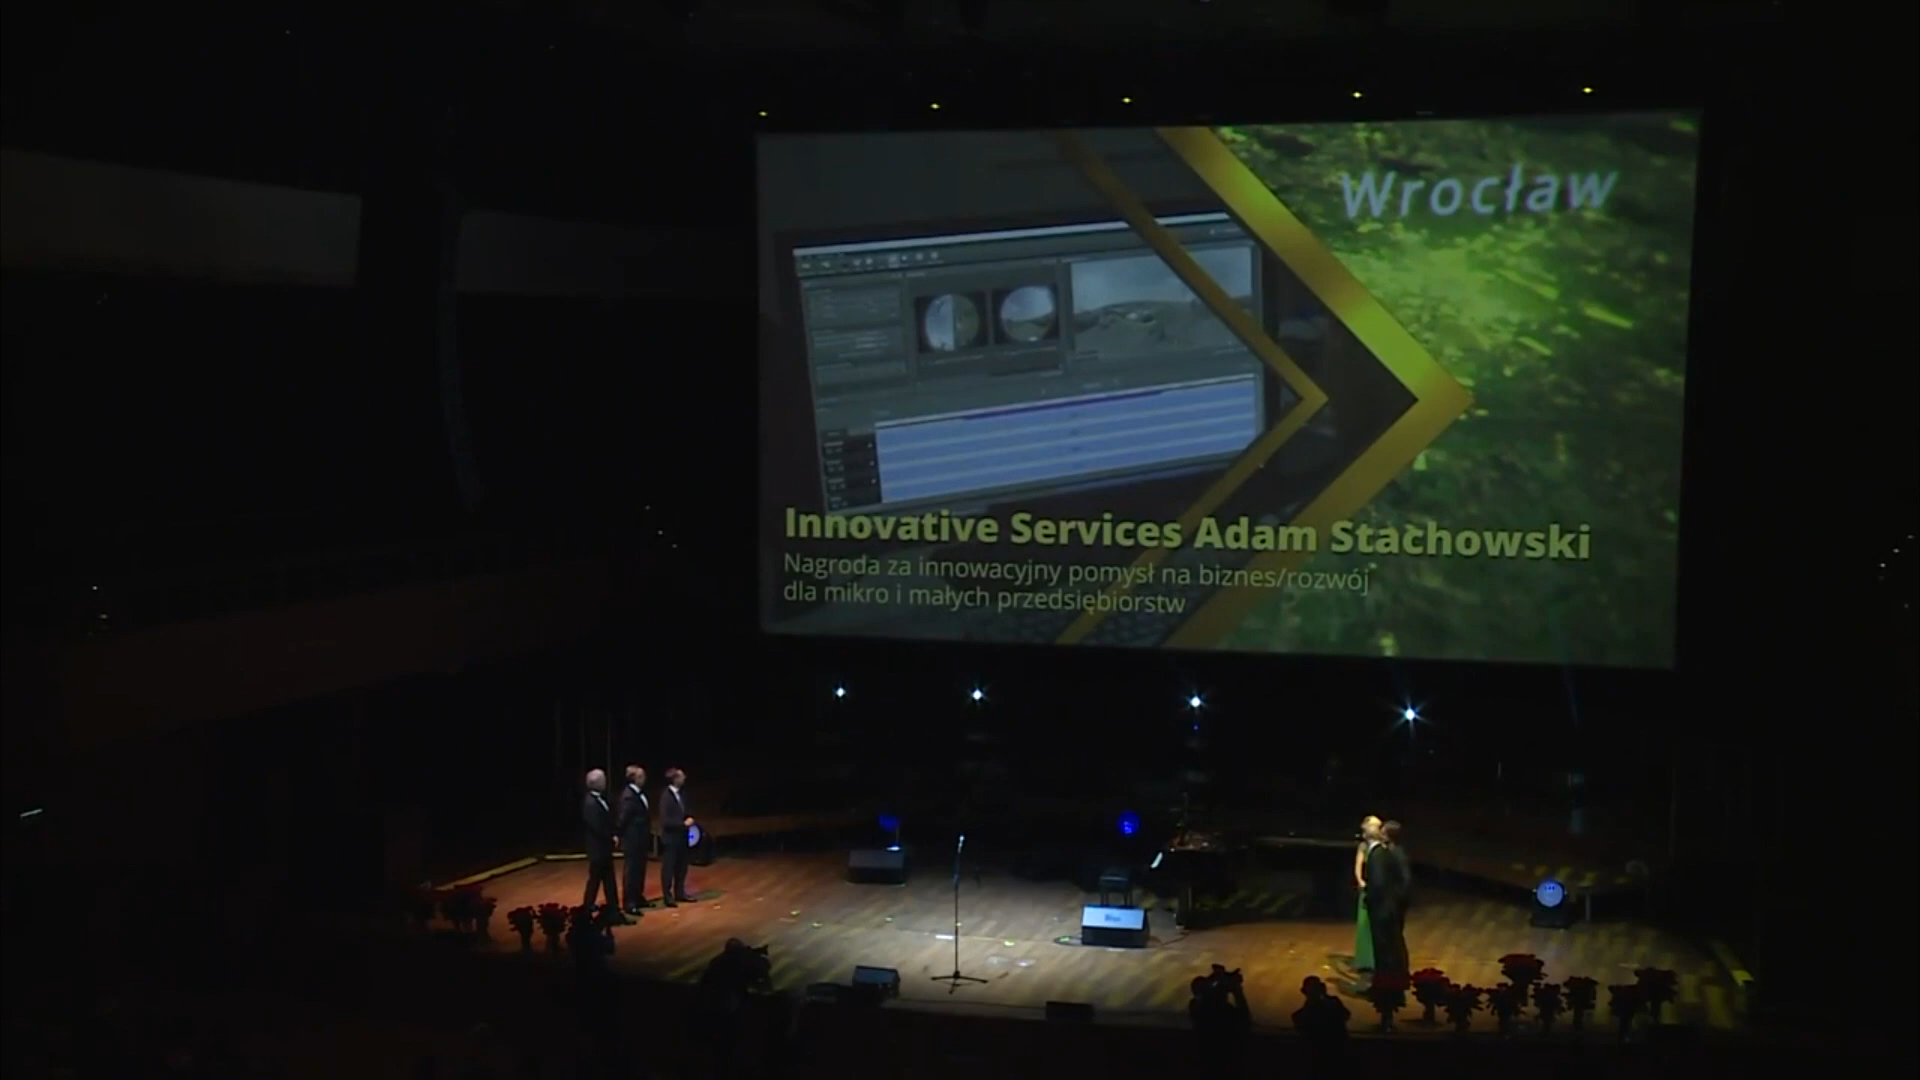 Wrocław
Innovative Services Adam Stachowski
Nagroda za innowacyjny pomysł na biznes/rozwój
dla mikro i małych przedsiębiorstw